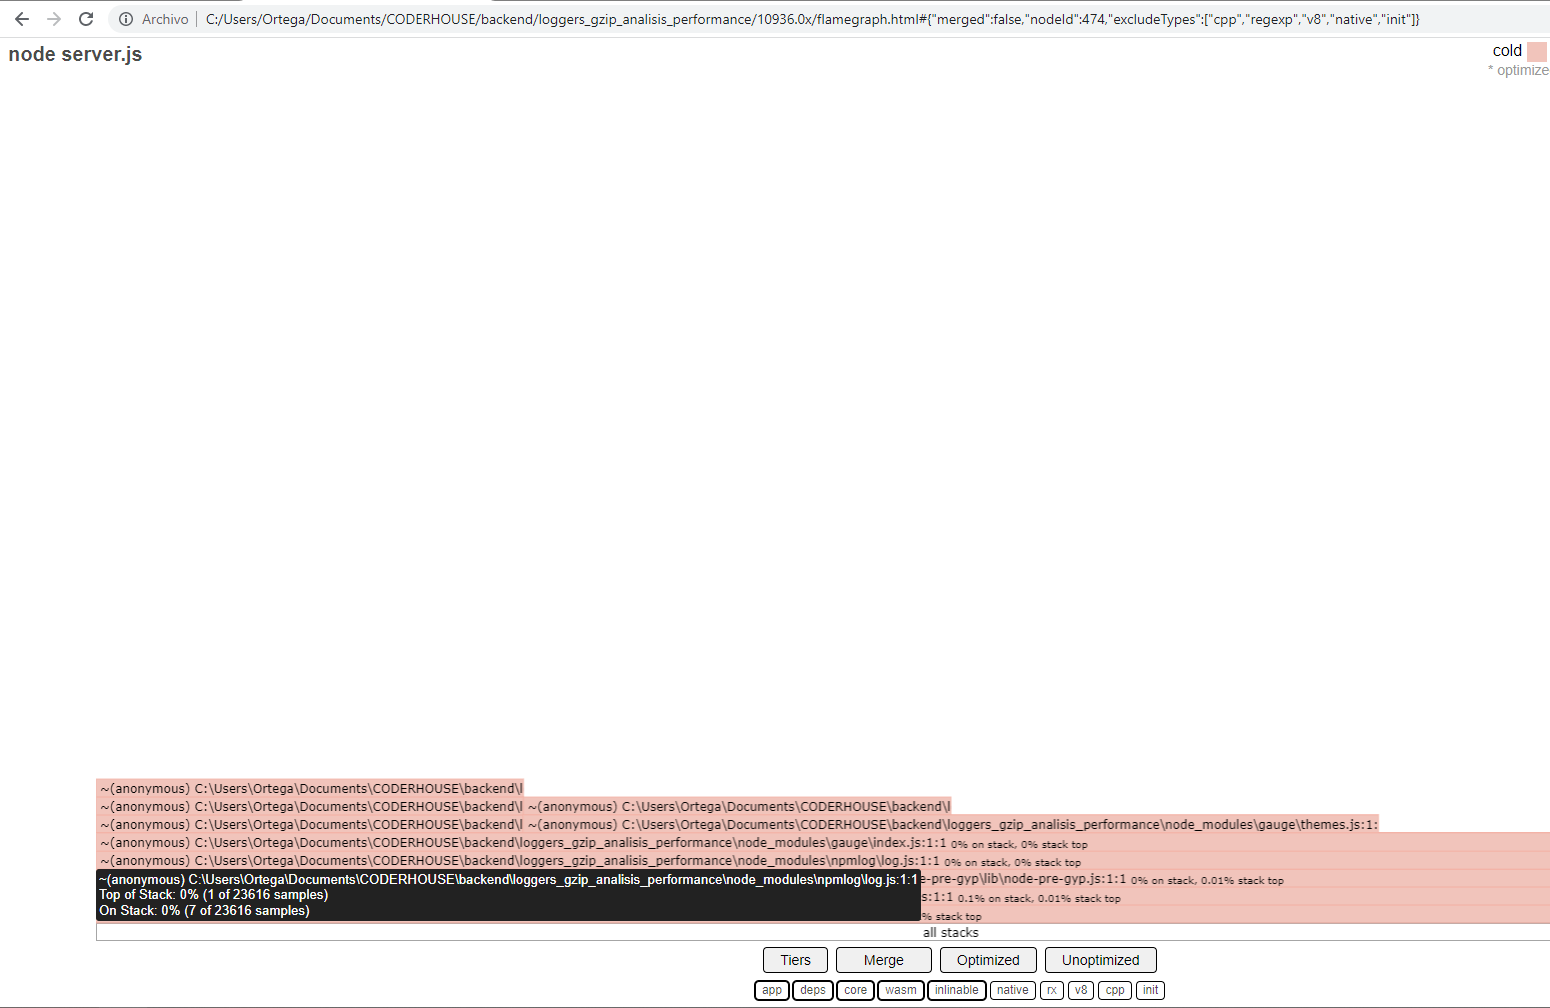 Archivo | C:/Users/Ortega/Documents/CODERHOUSE/backend/loggers_gzip_analisis_performance/10936.0x/flamegraph.html#{"merged":false,"nodeId":474,"excludeTypes":["cpp","regexp","v8","native","init"]}
node server.js
cold
* optimize
~(anonymous) C:\Users\Ortega\Documents\CODERHOUSE\backend\l
~(anonymous) C:\Users\Ortega\Documents\CODERHOUSE\backend\l ~(anonymous) C:\Users\Ortega\Documents\CODERHOUSE\backend\l
~(anonymous) C:\Users\Ortega\Documents\CODERHOUSE\backend\l ~(anonymous) C:\Users\Ortega\Documents\CODERHOUSE\backend\loggers_gzip_analisis_performance\node_modules\gauge\themes.js:1:
~(anonymous) C:\Users\Ortega\Documents\CODERHOUSE\backend\loggers_gzip_analisis_performance\node_modules\gauge\index.js:1:1 0% on stack, 0% stack top
~(anonymous) C:\Users\Ortega\Documents\CODERHOUSE\backend\loggers_gzip_analisis_performance\node_modules\npmlog\log.js:1:1 0% on stack, 0% stack top
~(anonymous) C:\Users\Ortega\Documents\CODERHOUSE\backend\loggers_gzip_analisis_performance\node_modules\npmlog\log.js:1:1
Top of Stack: 0% (1 of 23616 samples)
On Stack: 0% (7 of 23616 samples)
e-pre-gyp\lib\node-pre-gyp.js:1:1 0% on stack, 0.01% stack top
s:1:1 0.1% on stack, 0.01% stack top
% stack top
all stacks
Tiers Merge Optimized Unoptimized
app deps core wasm inlinable native rx v8 cpp init